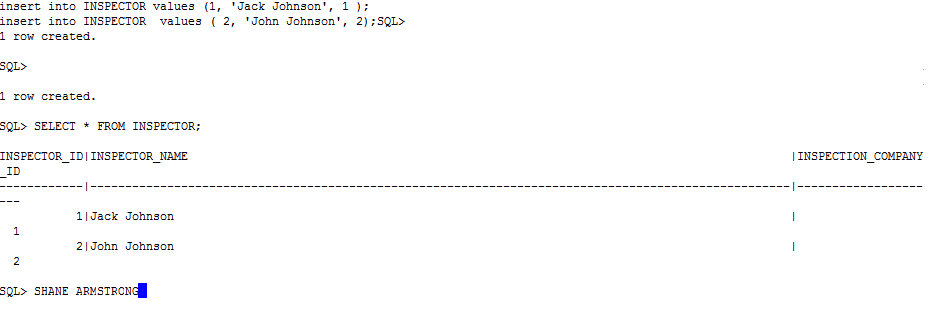 insert into INSPECTOR values (1, 'Jack Johnson', 1 );
insert into INSPECTOR  values ( 2, 'John Johnson', 2);SQL>
1 row created.
SQL>
1 row created.
SQL> SELECT * FROM INSPECTOR;
INSPECTOR_ID|INSPECTOR_NAME                                                                                      |INSPECTION_COMPANY
_ID
------------|----------------------------------------------------------------------------------------------------|------------------
---
           1|Jack Johnson                                                                                        |
  1
           2|John Johnson                                                                                        |
  2
SQL> SHANE ARMSTRONG